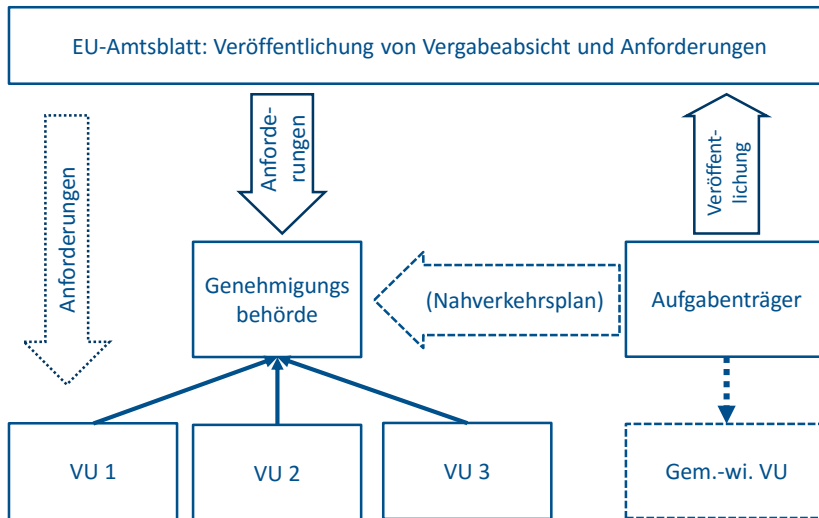 EU-Amtsblatt: Veröffentlichung von Vergabeabsicht und Anforderungen
Anforderungen
Anforde-
rungen
Veröffent-
lichung
Genehmigungs
behörde
(Nahverkehrsplan)
Aufgabenträger
VU 1
VU 2
VU 3
Gem.-wi. VU